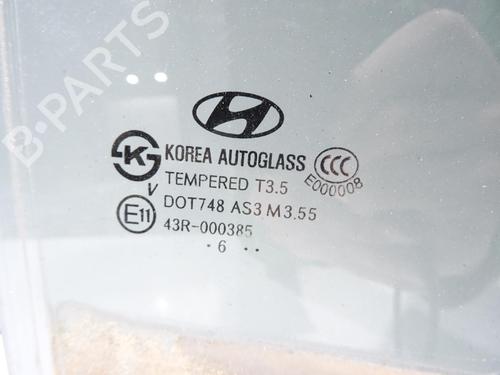 B-PARTS
KOREA AUTOGLASS
CCC
E000008
TEMPERED T3.5
V
DOT748 AS3 M3.55
E11
43R-000385
. 6 ..